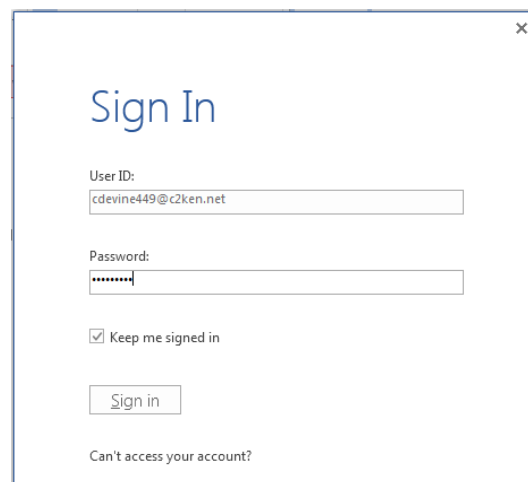 Sign In
User ID:
cdevine449@c2ken.net
Password:
•••••••••
Keep me signed in
Sign in
Can't access your account?